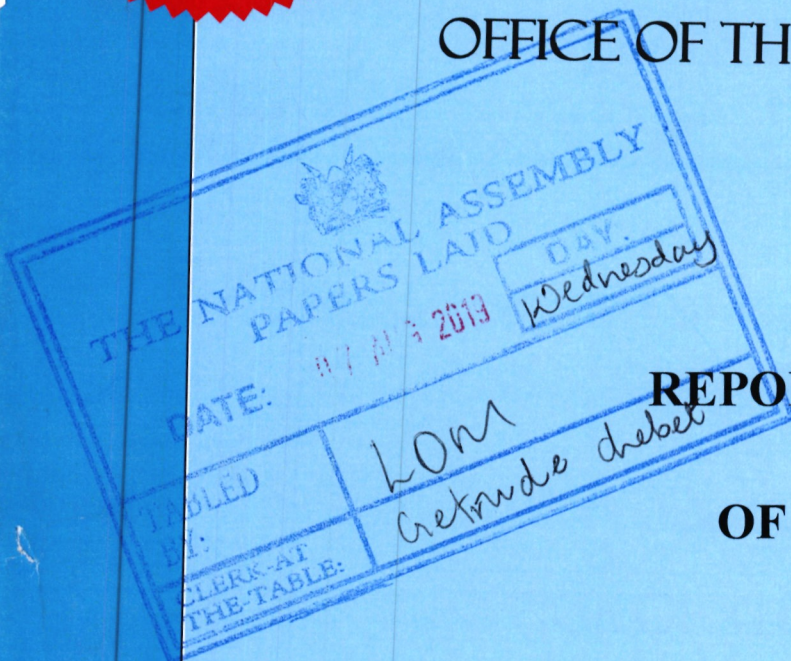 OFFICE OF TH
THE NATIONAL ASSEMBLY
PAPERS LAID
DAY.
Wednesday
DATE: 07 AUG 2019
REPO
TABLED BY: LOM
CLERK-AT THE-TABLE: Getrude chebet
OF